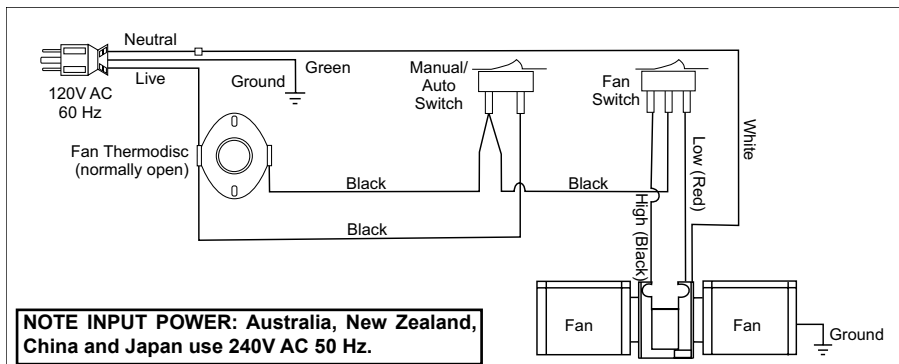 Neutral
Live
120V AC
60 Hz
Ground
Green
Manual/
Auto
Switch
Fan
Switch
Fan Thermodisc
(normally open)
Black
Black
Black
High (Black)
Low (Red)
White
Fan
Fan
Ground
NOTE INPUT POWER: Australia, New Zealand,
China and Japan use 240V AC 50 Hz.